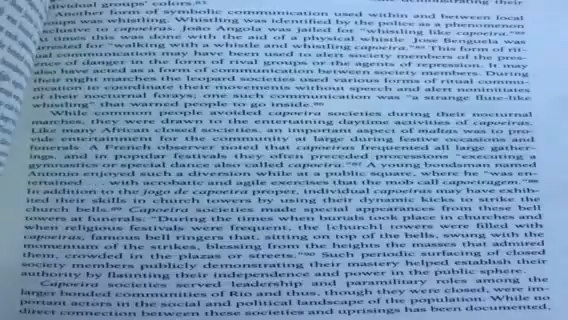 demonstrating their
dividual groups' colors.
Another form of symbolic communication used within and between local
groups was whistling. Whistling was identified by the police as a phenomenon
exclusive to capoeiras. João Angola was jailed for "whistling like capoeira."
At times this was done with the aid of a physical whistle. Jose Benguela was
arrested for "walking with a whistle and whistling capoeira." This form of rit-
ual communication may have been used to alert society members of the pres-
ence of danger in the form of rival groups or the agents of repression. It may
also have acted as a form of communication between society members. During
their night marches the leopard societies used various forms of ritual commu-
nication to coordinate their movements without speech and alert noninitiates
of their nocturnal forays; one such communication was "a strange flute-like
whistling" that warned people to go inside.
While common people avoided capoeira societies during their nocturnal
marches, they were drawn to the entertaining daytime activities of capoeiras.
Like many African closed societies, an important aspect of maltas was to pro-
vide entertainment for the community at large during festive occasions and
funerals. A French observer noted that capoeiras frequented all large gather-
ings, and in popular festivals they often preceded processions "executing a
gymnastics or special dance also called capoeira." A young bondsman named
Antonio enjoyed such a diversion while at a public square, where he "was en-
tertained . . . with acrobatic and agile exercises that the mob call capoeiragem."
In addition to the jogo de capoeira proper, individual capoeiras may have exhib-
ited their skills in church towers by using their dynamic kicks to strike the
church bells. Capoeira societies made special appearances from those bell
towers at funerals: "During the times when burials took place in churches and
when religious festivals were frequent, the [church] towers were filled with
capoeiras, famous bell ringers that, sitting on top of the bells, swung with the
momentum of the strikes, blessing from the heights the masses that admired
them, crowded in the plazas or streets." Such periodic surfacing of closed
society members publicly demonstrating their mastery helped establish their
authority by flaunting their independence and power in the public sphere.
Capoeira societies served leadership and paramilitary roles among the
larger bonded communities of Rio and thus, though they were closed, were im-
portant actors in the social and political landscape of the population. While no
direct connection between these societies and uprisings has been documented,